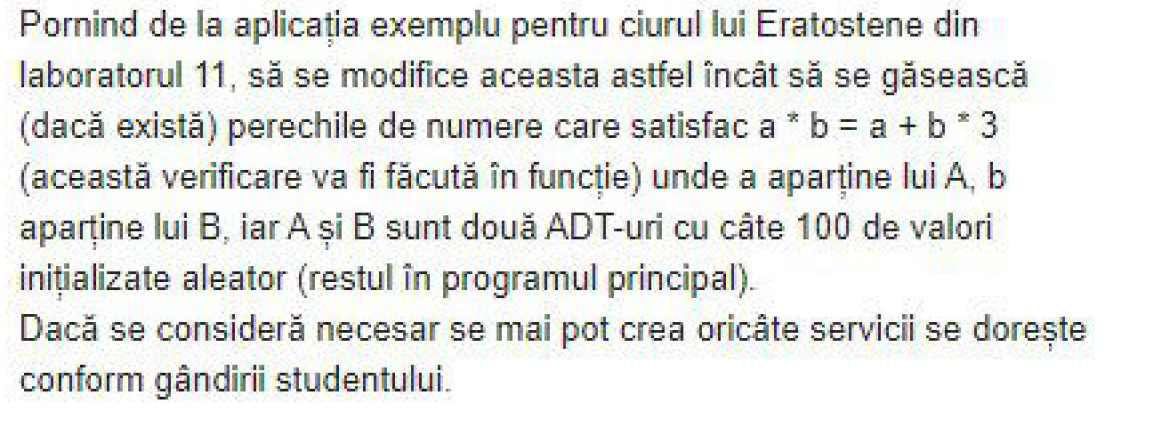 Pornind de la aplicația exemplu pentru ciurul lui Eratostene din
laboratorul 11, să se modifice aceasta astfel încât să se găsească
(dacă există) perechile de numere care satisfac a * b = a + b * 3
(această verificare va fi făcută în funcție) unde a aparține lui A, b
aparține lui B, iar A și B sunt două ADT-uri cu câte 100 de valori
inițializate aleator (restul în programul principal).
Dacă se consideră necesar se mai pot crea oricâte servicii se dorește
conform gândirii studentului.